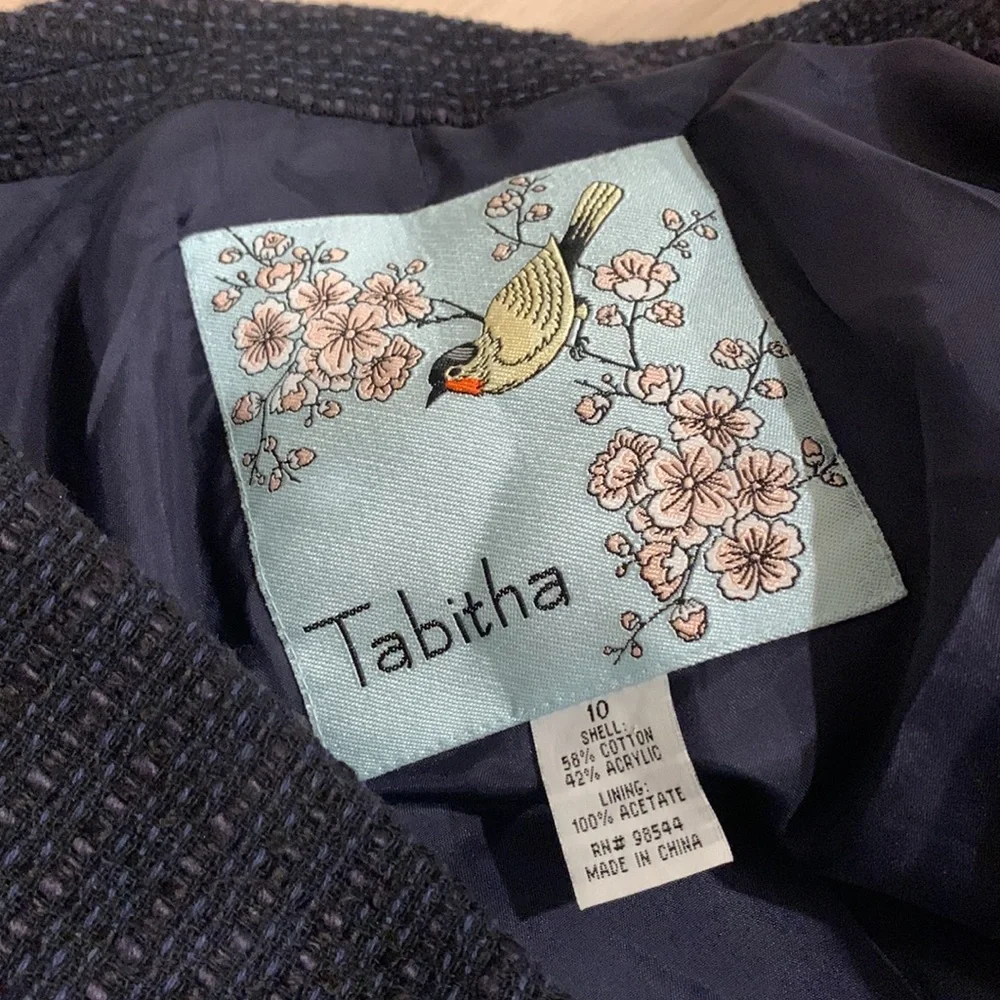 Tabitha
10
SHELL:
58% COTTON
42% ACRYLIC
LINING:
100% ACETATE
RN# 98544
MADE IN CHINA